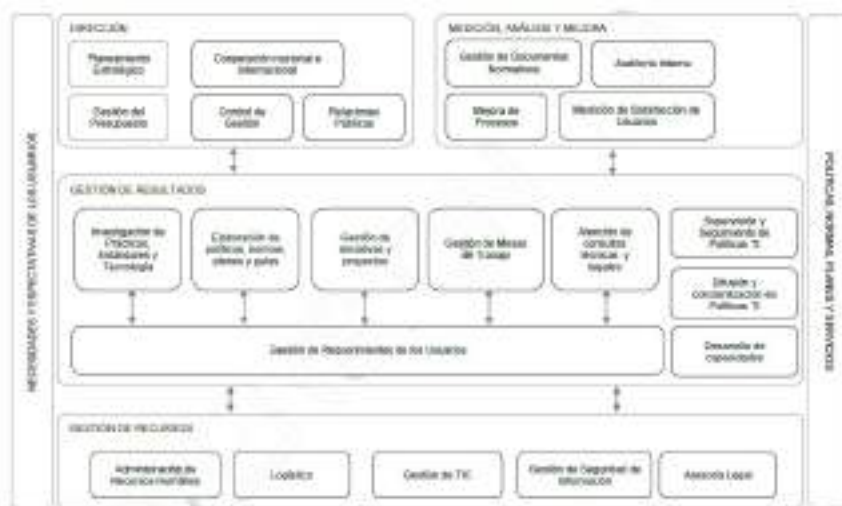 DIRECCIÓN
Planeamiento
Estratégico
Cooperación nacional e
Internacional
Gestión del
Presupuesto
Control de
Gestión
Relaciones
Públicas
MEDICIÓN, ANÁLISIS Y MEJORA
Gestión de Documentos
Normativos
Auditoría Interna
Mejora de
Procesos
Medición de Satisfacción de
Usuarios
NECESIDADES Y EXPECTATIVAS DE LOS USUARIOS
GESTIÓN DE RESULTADOS
Investigación de
Prácticas,
Estándares y
Tecnología
Elaboración de
políticas, normas,
planes y guías
Gestión de
iniciativas y
proyectos
Gestión de Mesas
de Trabajo
Atención de
consultas
técnicas y
legales
Supervisión y
Seguimiento de
Políticas TI
Difusión y
concientización en
Políticas TI
Desarrollo de
capacidades
Gestión de Requerimientos de los Usuarios
POLITICAS, NORMAS, PLANES Y SERVICIOS
GESTIÓN DE RECURSOS
Administración de
Recursos Humanos
Logística
Gestión de TIC
Gestión de Seguridad de
Información
Asesoría Legal